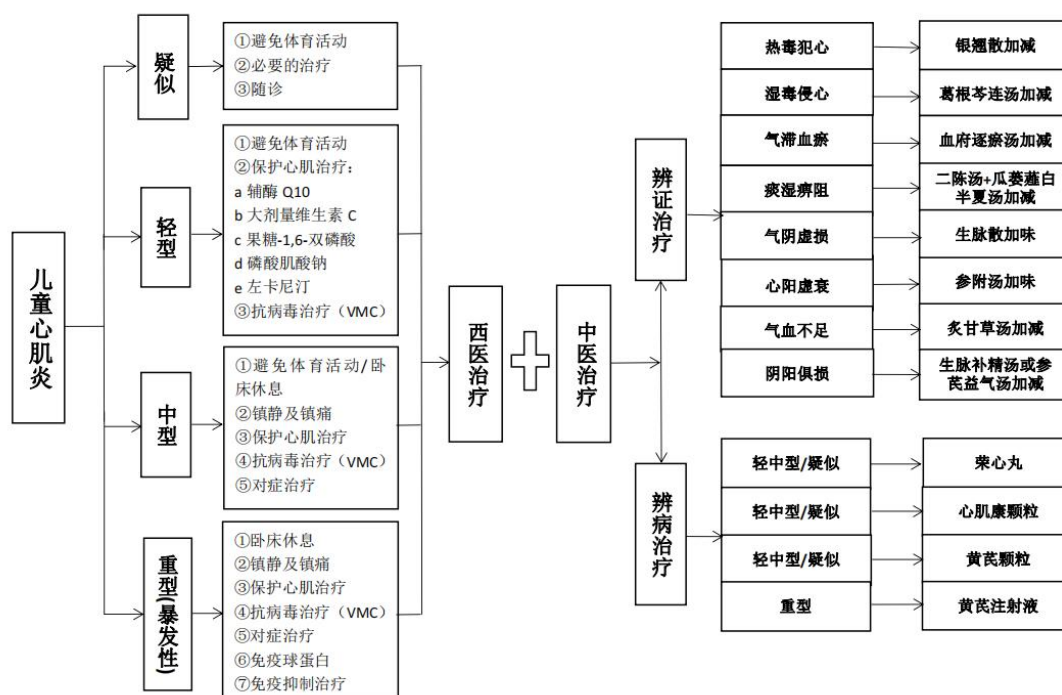 儿童心肌炎
疑似
①避免体育活动
②必要的治疗
③随诊
轻型
①避免体育活动
②保护心肌治疗：
a 辅酶 Q10
b 大剂量维生素 C
c 果糖-1,6-双磷酸
d 磷酸肌酸钠
e 左卡尼汀
③抗病毒治疗（VMC）
中型
①避免体育活动/卧
床休息
②镇静及镇痛
③保护心肌治疗
④抗病毒治疗（VMC）
⑤对症治疗
重型(暴发性)
①卧床休息
②镇静及镇痛
③保护心肌治疗
④抗病毒治疗（VMC）
⑤对症治疗
⑥免疫球蛋白
⑦免疫抑制治疗
西医治疗
中医治疗
辨证治疗
热毒犯心
银翘散加减
湿毒侵心
葛根芩连汤加减
气滞血瘀
血府逐瘀汤加减
痰湿痹阻
二陈汤+瓜蒌薤白
半夏汤加减
气阴虚损
生脉散加味
心阳虚衰
参附汤加味
气血不足
炙甘草汤加减
阴阳俱损
生脉补精汤或参
芪益气汤加减
辨病治疗
轻中型/疑似
荣心丸
轻中型/疑似
心肌康颗粒
轻中型/疑似
黄芪颗粒
重型
黄芪注射液